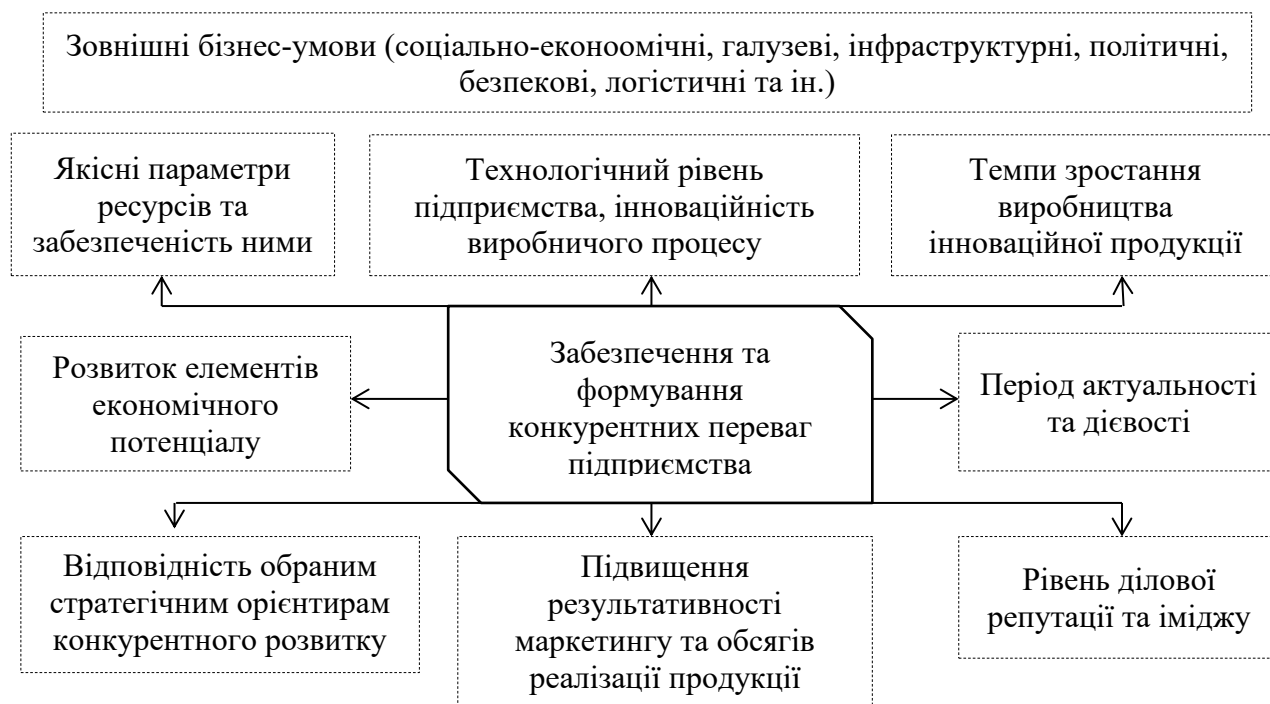 Зовнішні бізнес-умови (соціально-екноомічні, галузеві, інфраструктурні, політичні,
безпекові, логістичні та ін.)
Якісні параметри
ресурсів та
забезпеченість ними
Технологічний рівень
підприємства, інноваційність
виробничого процесу
Темпи зростання
виробництва
інноваційної продукції
Розвиток елементів
економічного
потенціалу
Забезпечення та
формування
конкурентних переваг
підприємства
Період актуальності
та дієвості
Відповідність обраним
стратегічним орієнтирам
конкурентного розвитку
Підвищення
результативності
маркетингу та обсягів
реалізації продукції
Рівень ділової
репутації та іміджу